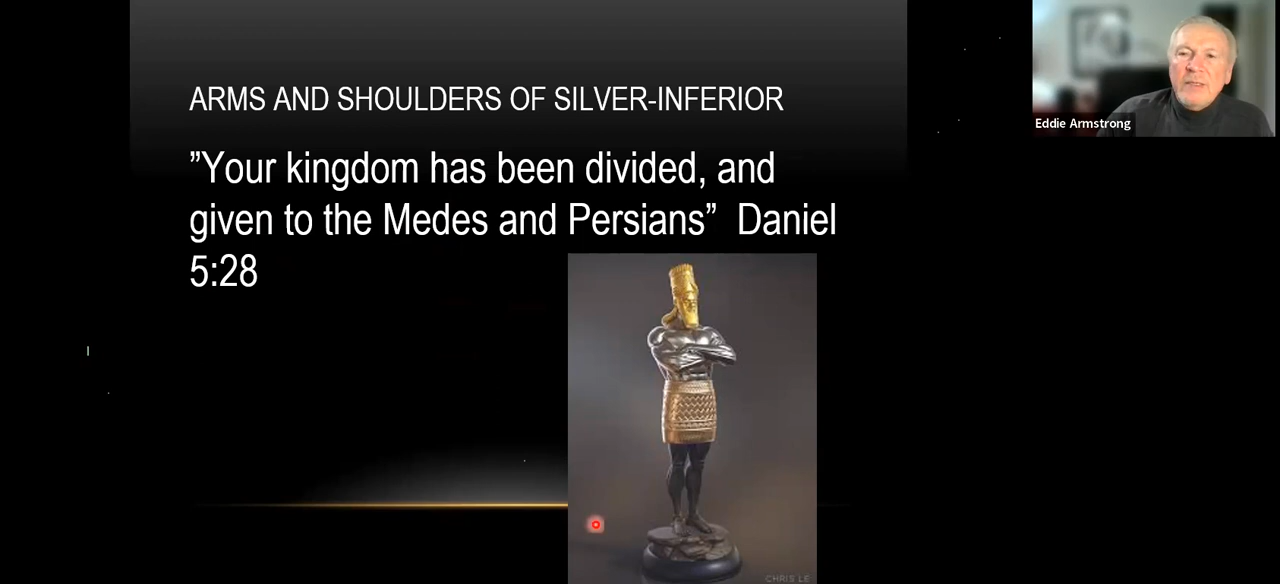 ARMS AND SHOULDERS OF SILVER-INFERIOR
”Your kingdom has been divided, and
given to the Medes and Persians”  Daniel
5:28
Eddie Armstrong
CHRIS LE